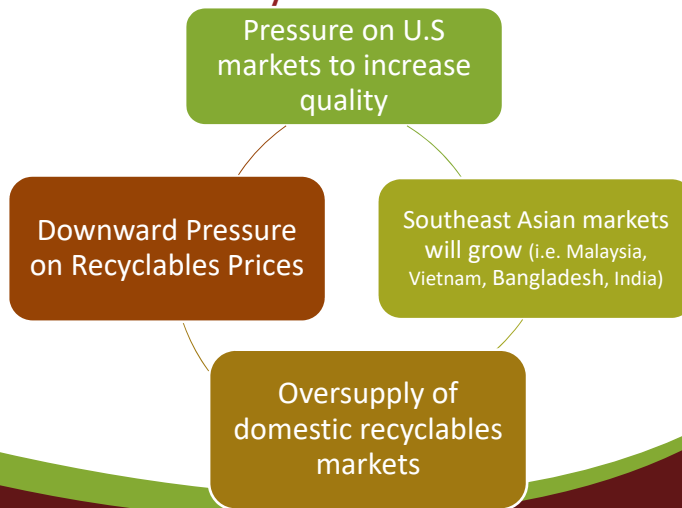 Pressure on U.S
markets to increase
quality
Southeast Asian markets
will grow (i.e. Malaysia,
Vietnam, Bangladesh, India)
Oversupply of
domestic recyclables
markets
Downward Pressure
on Recyclables Prices